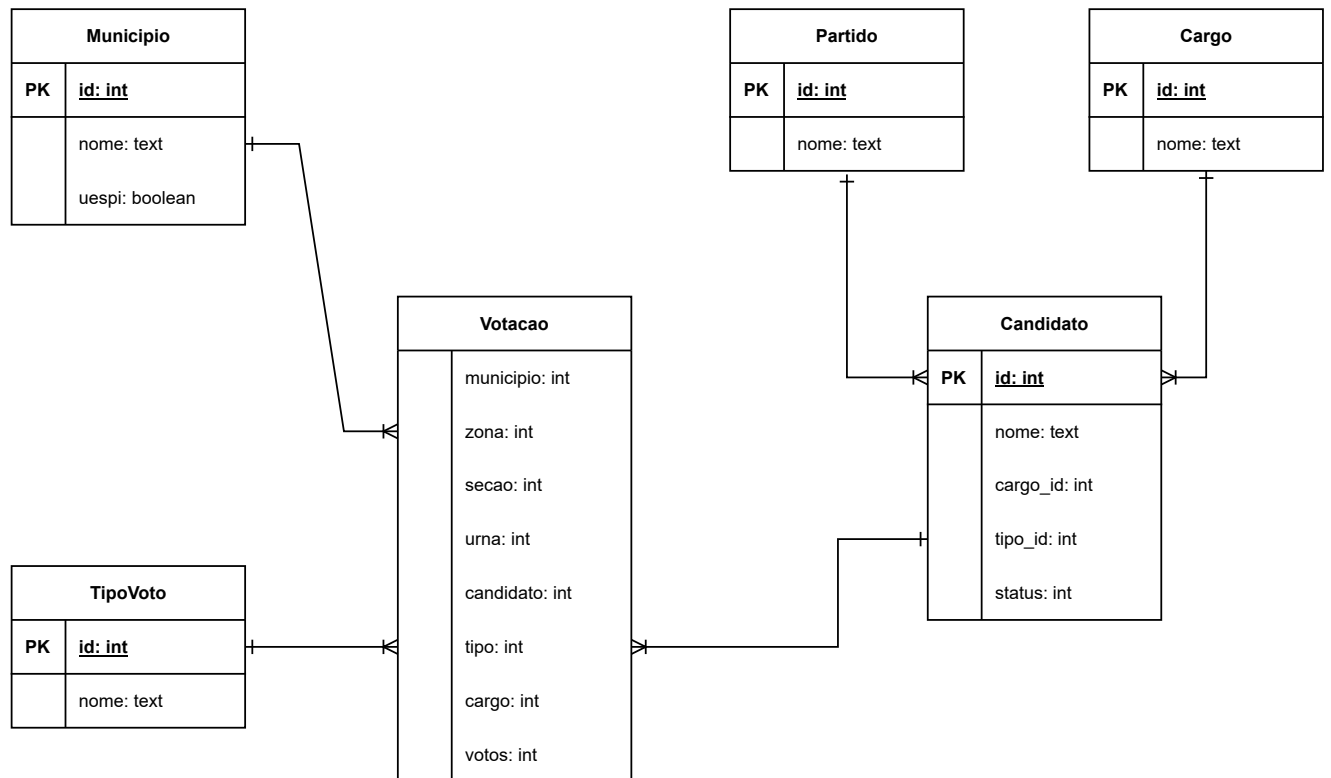 Municipio
PK id: int
nome: text
uespi: boolean
Partido
PK id: int
nome: text
Cargo
PK id: int
nome: text
Votacao
municipio: int
zona: int
secao: int
urna: int
candidato: int
tipo: int
cargo: int
votos: int
Candidato
PK id: int
nome: text
cargo_id: int
tipo_id: int
status: int
TipoVoto
PK id: int
nome: text